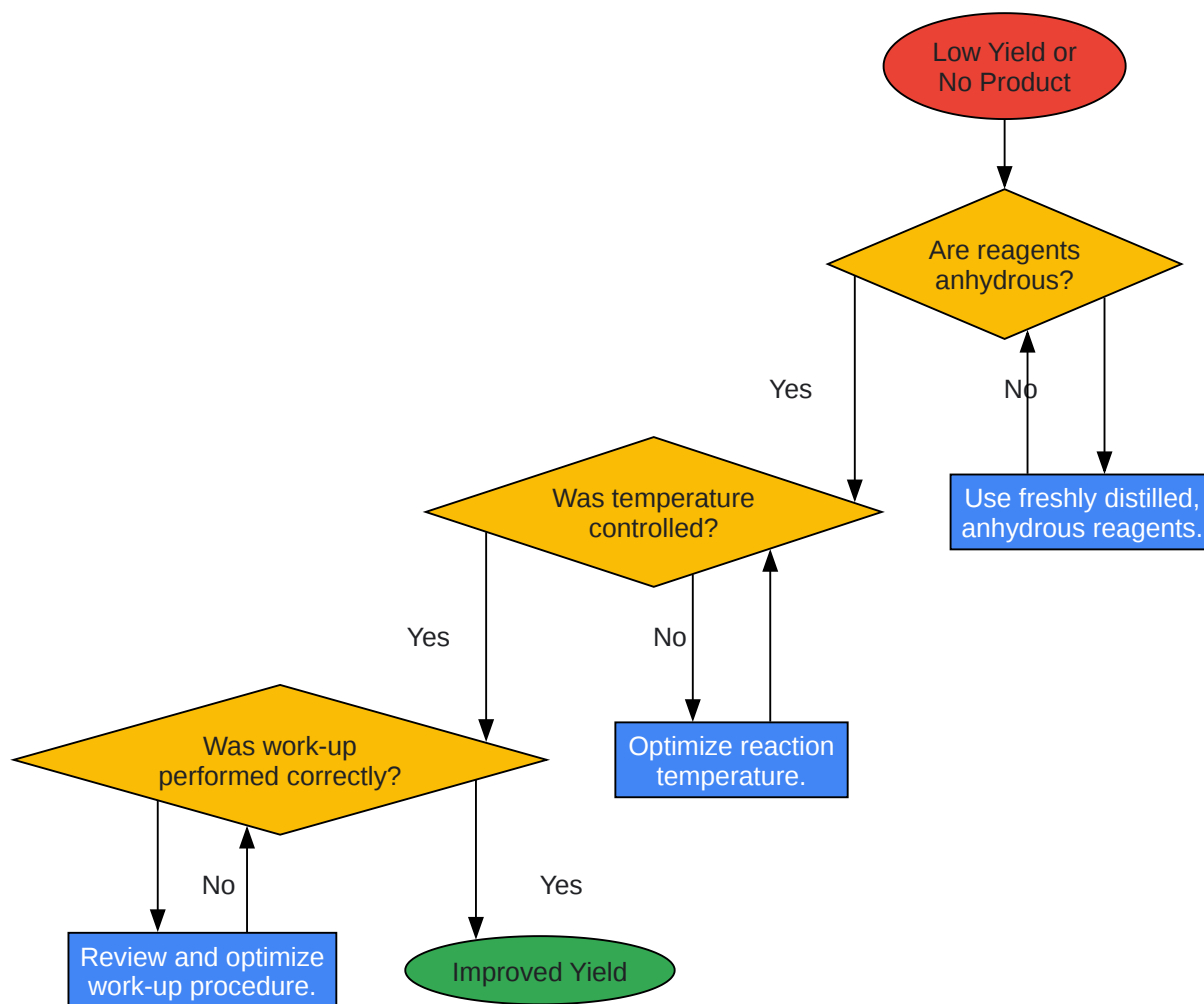 Low Yield or
No Product
Are reagents
anhydrous?
Yes
No
Was temperature
controlled?
Use freshly distilled,
anhydrous reagents.
Yes
No
Was work-up
performed correctly?
Optimize reaction
temperature.
No
Yes
Review and optimize
work-up procedure.
Improved Yield